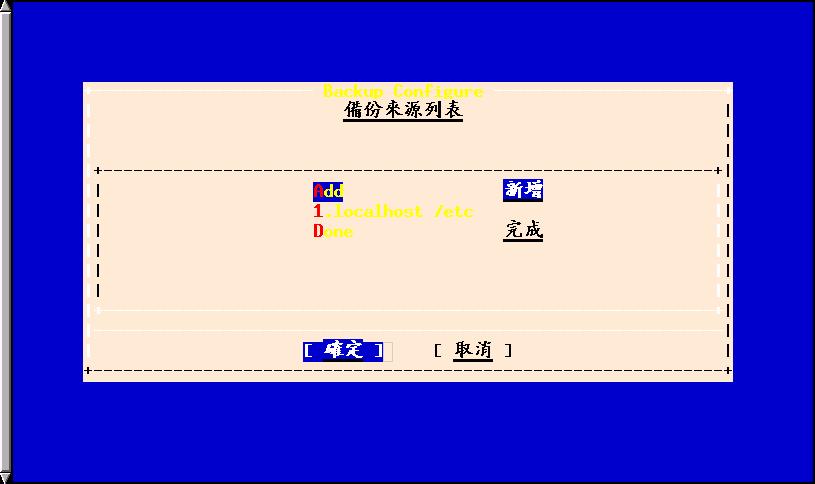 Backup Configure
備份來源列表
Add 新增
1.localhost /etc
Done 完成
[ 確定 ] [ 取消 ]